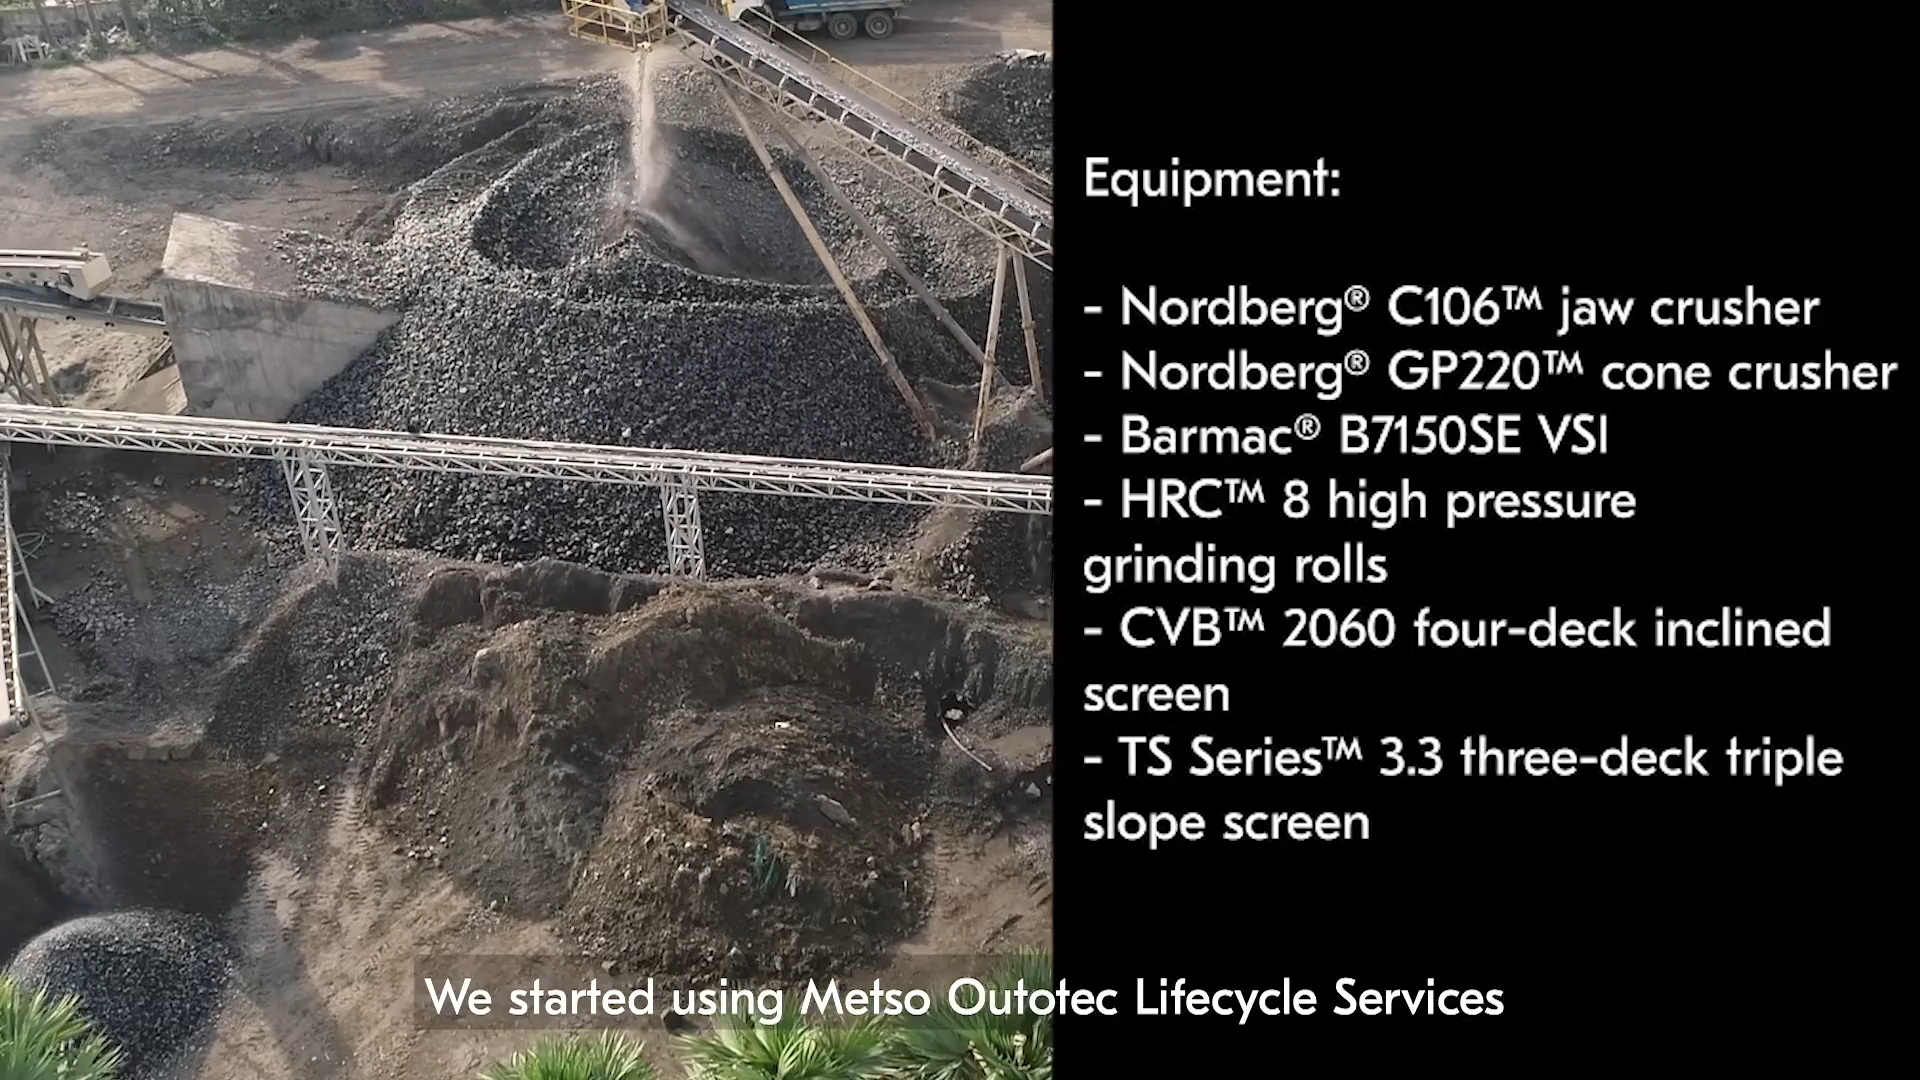 Equipment:
- Nordberg® C106™ jaw crusher
- Nordberg® GP220™ cone crusher
- Barmac® B7150SE VSI
- HRC™ 8 high pressure
grinding rolls
- CVB™ 2060 four-deck inclined
screen
- TS Series™ 3.3 three-deck triple
slope screen
We started using Metso Outotec Lifecycle Services